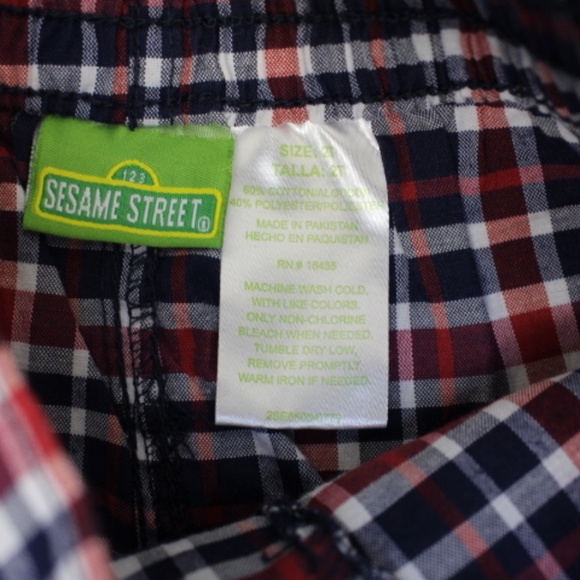 123
SESAME STREET
SIZE: 2T
TALLA: 2T
60% COTTON/ALGODON
40% POLYESTER/POLIESTER
MADE IN PAKISTAN
HECHO EN PAQUISTAN
RN # 16435
MACHINE WASH COLD,
WITH LIKE-COLORS.
ONLY NON-CHLORINE
BLEACH WHEN NEEDED.
TUMBLE DRY LOW,
REMOVE PROMPTLY,
WARM IRON IF NEEDED.